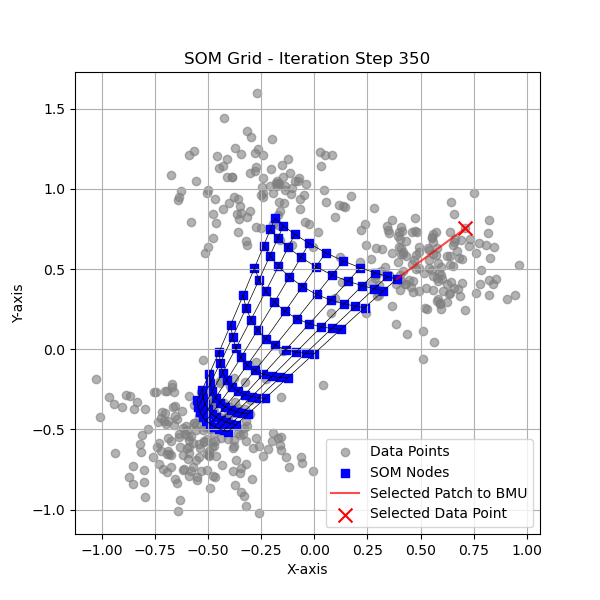 SOM Grid - Iteration Step 350
Y-axis
1.5
1.0
0.5
0.0
−0.5
−1.0
−1.00 −0.75 −0.50 −0.25 0.00 0.25 0.50 0.75 1.00
X-axis
Data Points
SOM Nodes
Selected Patch to BMU
Selected Data Point